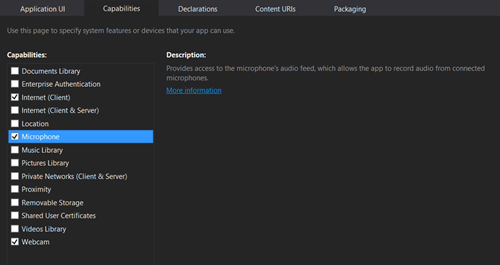 Application UI Capabilities Declarations Content URIs Packaging
Use this page to specify system features or devices that your app can use.
Capabilities:
Documents Library
Enterprise Authentication
Internet (Client)
Internet (Client & Server)
Location
Microphone
Music Library
Pictures Library
Private Networks (Client & Server)
Proximity
Removable Storage
Shared User Certificates
Videos Library
Webcam
Description:
Provides access to the microphone's audio feed, which allows the app to record audio from connected
microphones.
More information